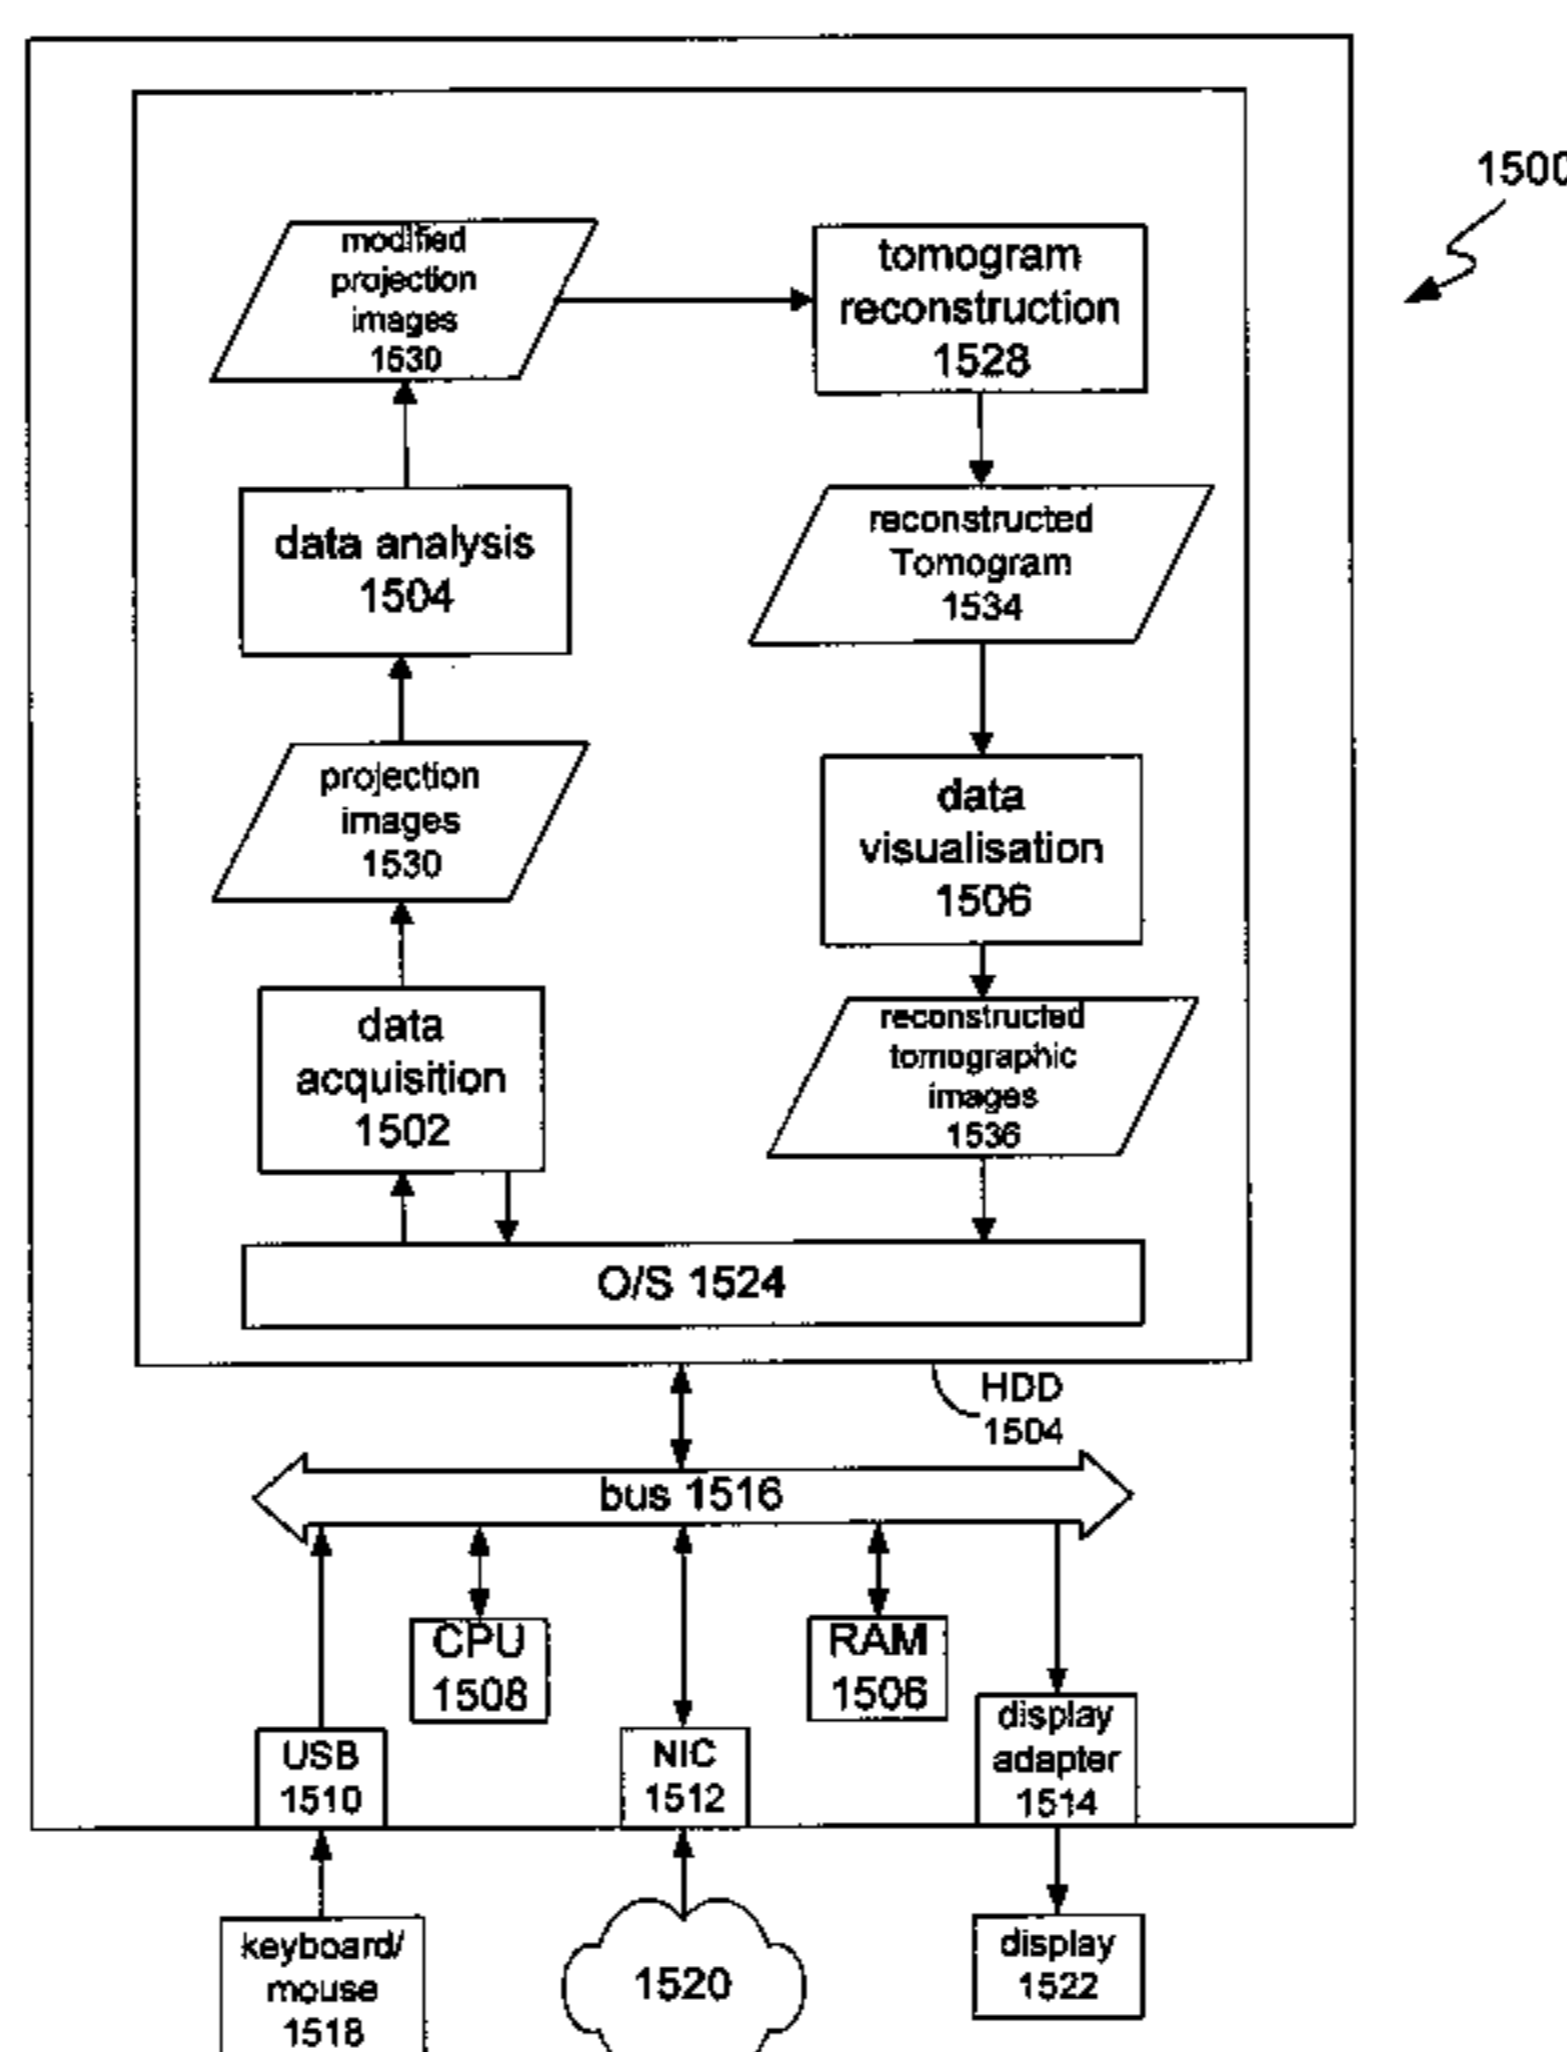 1500
modified
projection
images
1530
tomogram
reconstruction
1528
data analysis
1504
reconstructed
Tomogram
1534
projection
images
1530
data
visualisation
1506
data
acquisition
1502
reconstructed
tomographic
images
1536
O/S 1524
HDD
1504
bus 1516
CPU
1508
RAM
1506
USB
1510
NIC
1512
display
adapter
1514
keyboard/
mouse
1518
1520
display
1522